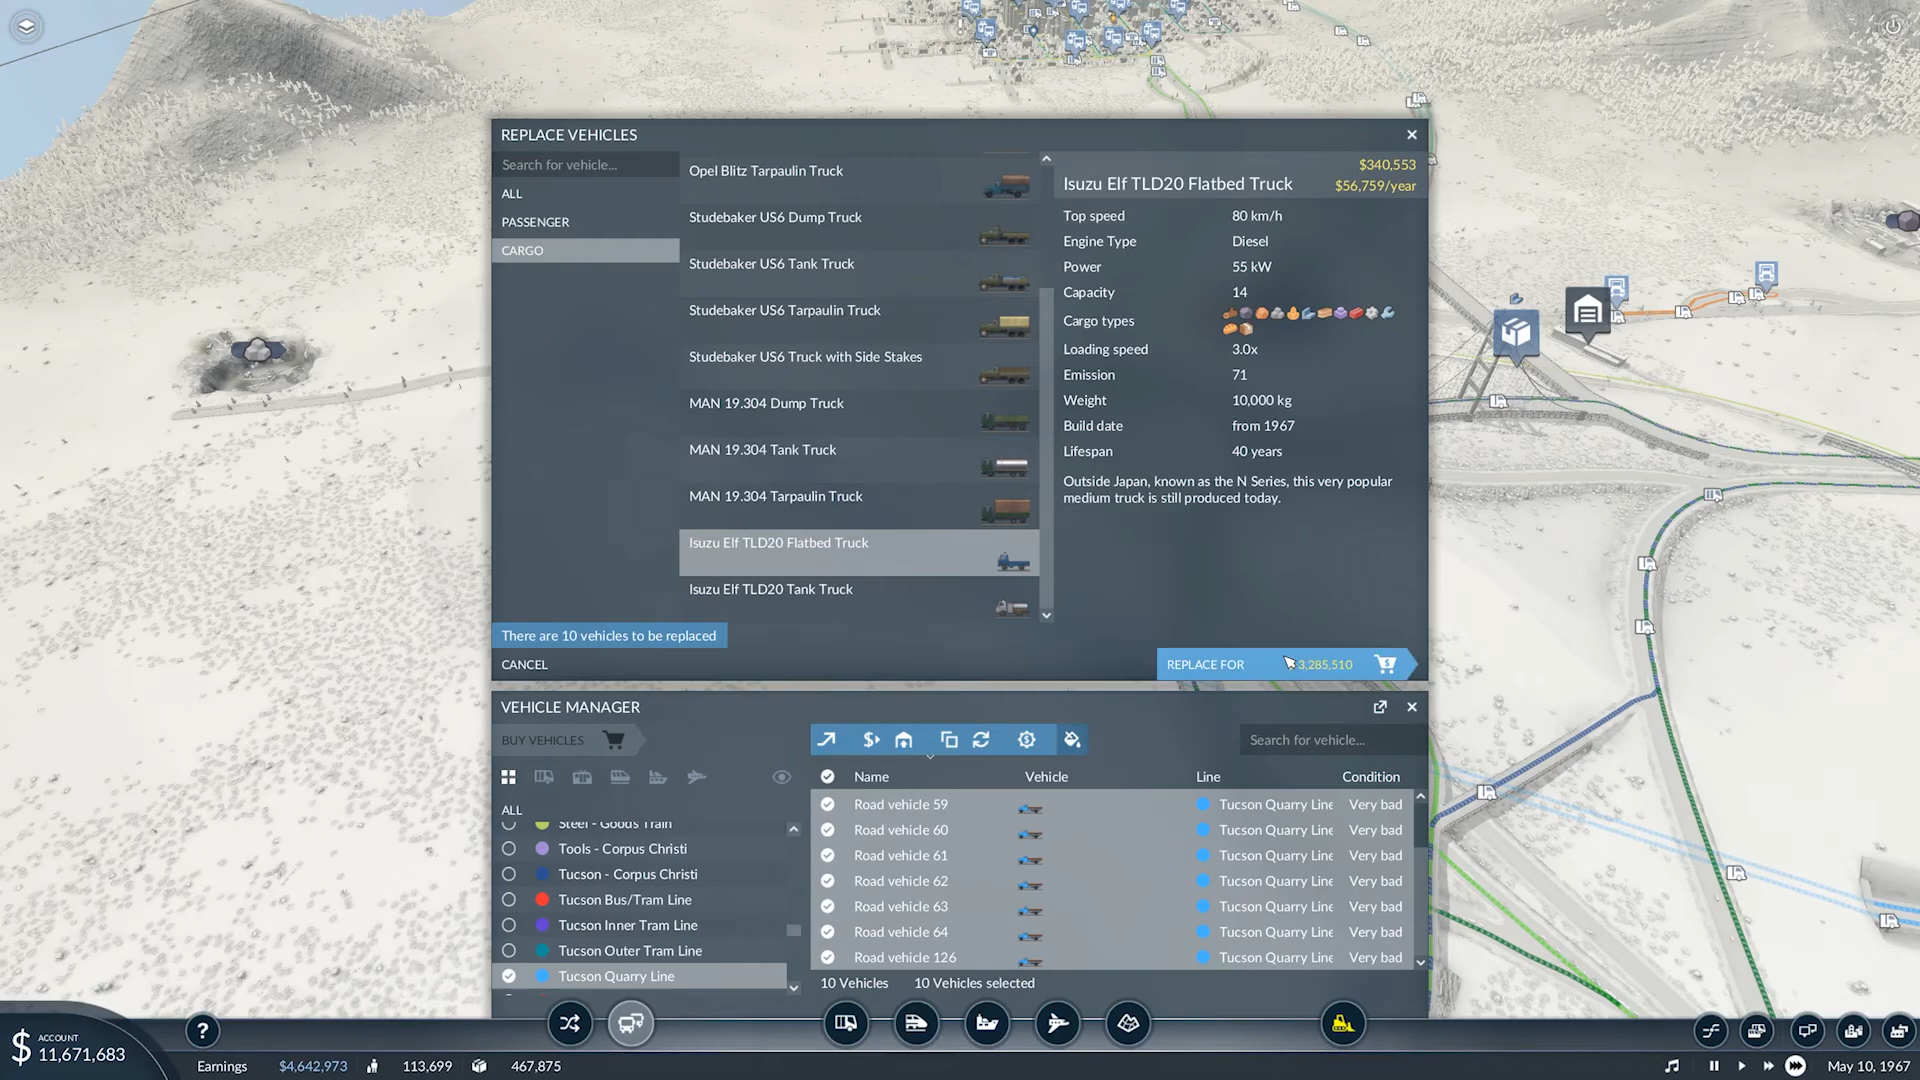 REPLACE VEHICLES
Search for vehicle...
ALL
PASSENGER
CARGO
Opel Blitz Tarpaulin Truck
Studebaker US6 Dump Truck
Studebaker US6 Tank Truck
Studebaker US6 Tarpaulin Truck
Studebaker US6 Truck with Side Stakes
MAN 19.304 Dump Truck
MAN 19.304 Tank Truck
MAN 19.304 Tarpaulin Truck
Isuzu Elf TLD20 Flatbed Truck
Isuzu Elf TLD20 Tank Truck
$340,553
Isuzu Elf TLD20 Flatbed Truck
$56,759/year
Top speed 80 km/h
Engine Type Diesel
Power 55 kW
Capacity 14
Cargo types
Loading speed 3.0x
Emission 71
Weight 10,000 kg
Build date from 1967
Lifespan 40 years
Outside Japan, known as the N Series, this very popular
medium truck is still produced today.
There are 10 vehicles to be replaced
CANCEL
REPLACE FOR 3,285,510
VEHICLE MANAGER
BUY VEHICLES
Search for vehicle...
ALL
Steel - Goods Train
Tools - Corpus Christi
Tucson - Corpus Christi
Tucson Bus/Tram Line
Tucson Inner Tram Line
Tucson Outer Tram Line
Tucson Quarry Line
Name Vehicle Line Condition
Road vehicle 59 Tucson Quarry Line Very bad
Road vehicle 60 Tucson Quarry Line Very bad
Road vehicle 61 Tucson Quarry Line Very bad
Road vehicle 62 Tucson Quarry Line Very bad
Road vehicle 63 Tucson Quarry Line Very bad
Road vehicle 64 Tucson Quarry Line Very bad
Road vehicle 126 Tucson Quarry Line Very bad
10 Vehicles 10 Vehicles selected
$ ACCOUNT
11,671,683
?
Earnings $4,642,973 113,699 467,875
May 10, 1967